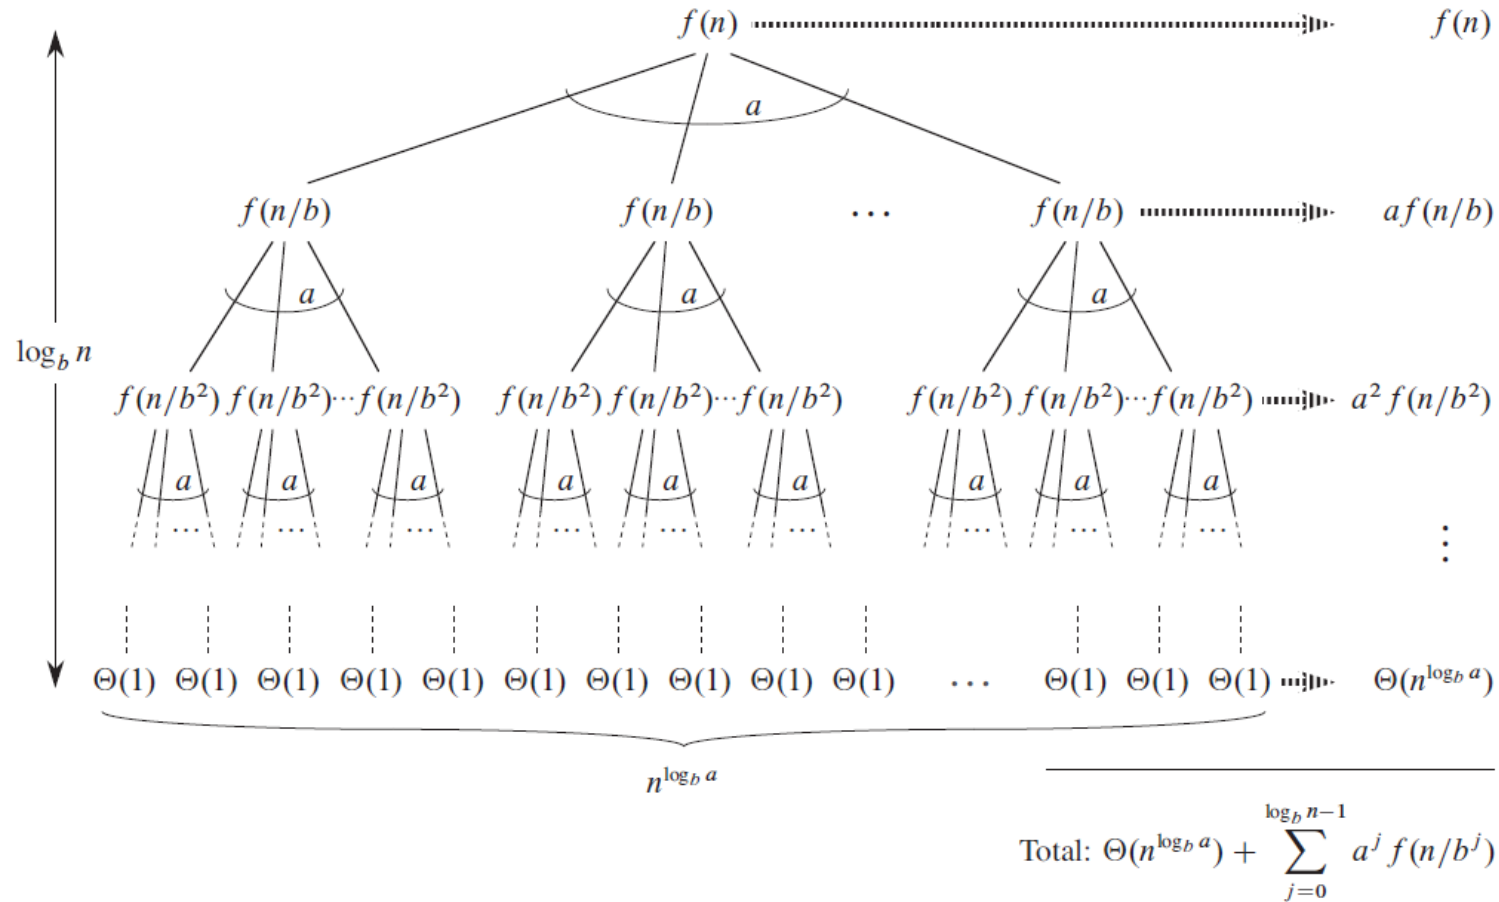 f(n) f(n)
a
f(n/b) f(n/b) ··· f(n/b) af(n/b)
a a a
log_b n
f(n/b²) f(n/b²)···f(n/b²) f(n/b²) f(n/b²)···f(n/b²) f(n/b²) f(n/b²)···f(n/b²) a² f(n/b²)
a a a a a a a a a
··· ··· ··· ··· ··· ··· ··· ··· ···
⋮
Θ(1) Θ(1) Θ(1) Θ(1) Θ(1) Θ(1) Θ(1) Θ(1) Θ(1) Θ(1) ··· Θ(1) Θ(1) Θ(1) Θ(n^{log_b a})
n^{log_b a}
Total: Θ(n^{log_b a}) + ∑_{j=0}^{log_b n−1} a^j f(n/b^j)